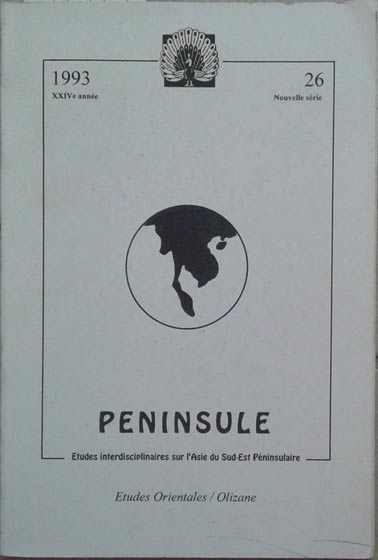 1993 26
XXIVe année Nouvelle série
PENINSULE
Etudes interdisciplinaires sur l'Asie du Sud-Est Péninsulaire
Etudes Orientales / Olizane